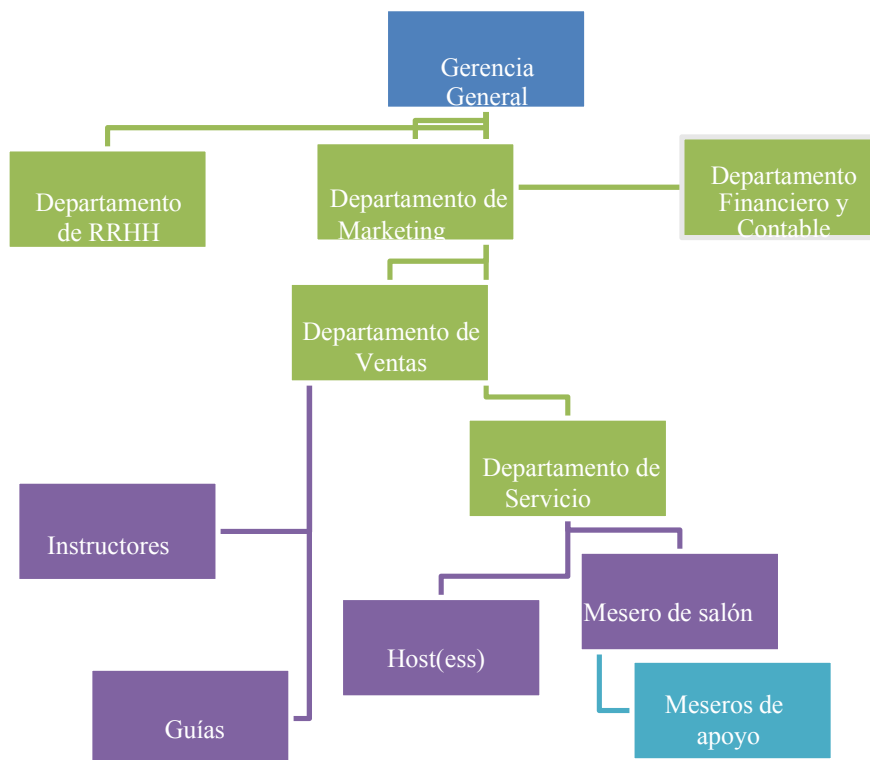 Gerencia
General
Departamento
de RRHH
Departamento de
Marketing
Departamento
Financiero y
Contable
Departamento de
Ventas
Departamento de
Servicio
Instructores
Mesero de salón
Host(ess)
Guías
Meseros de
apoyo